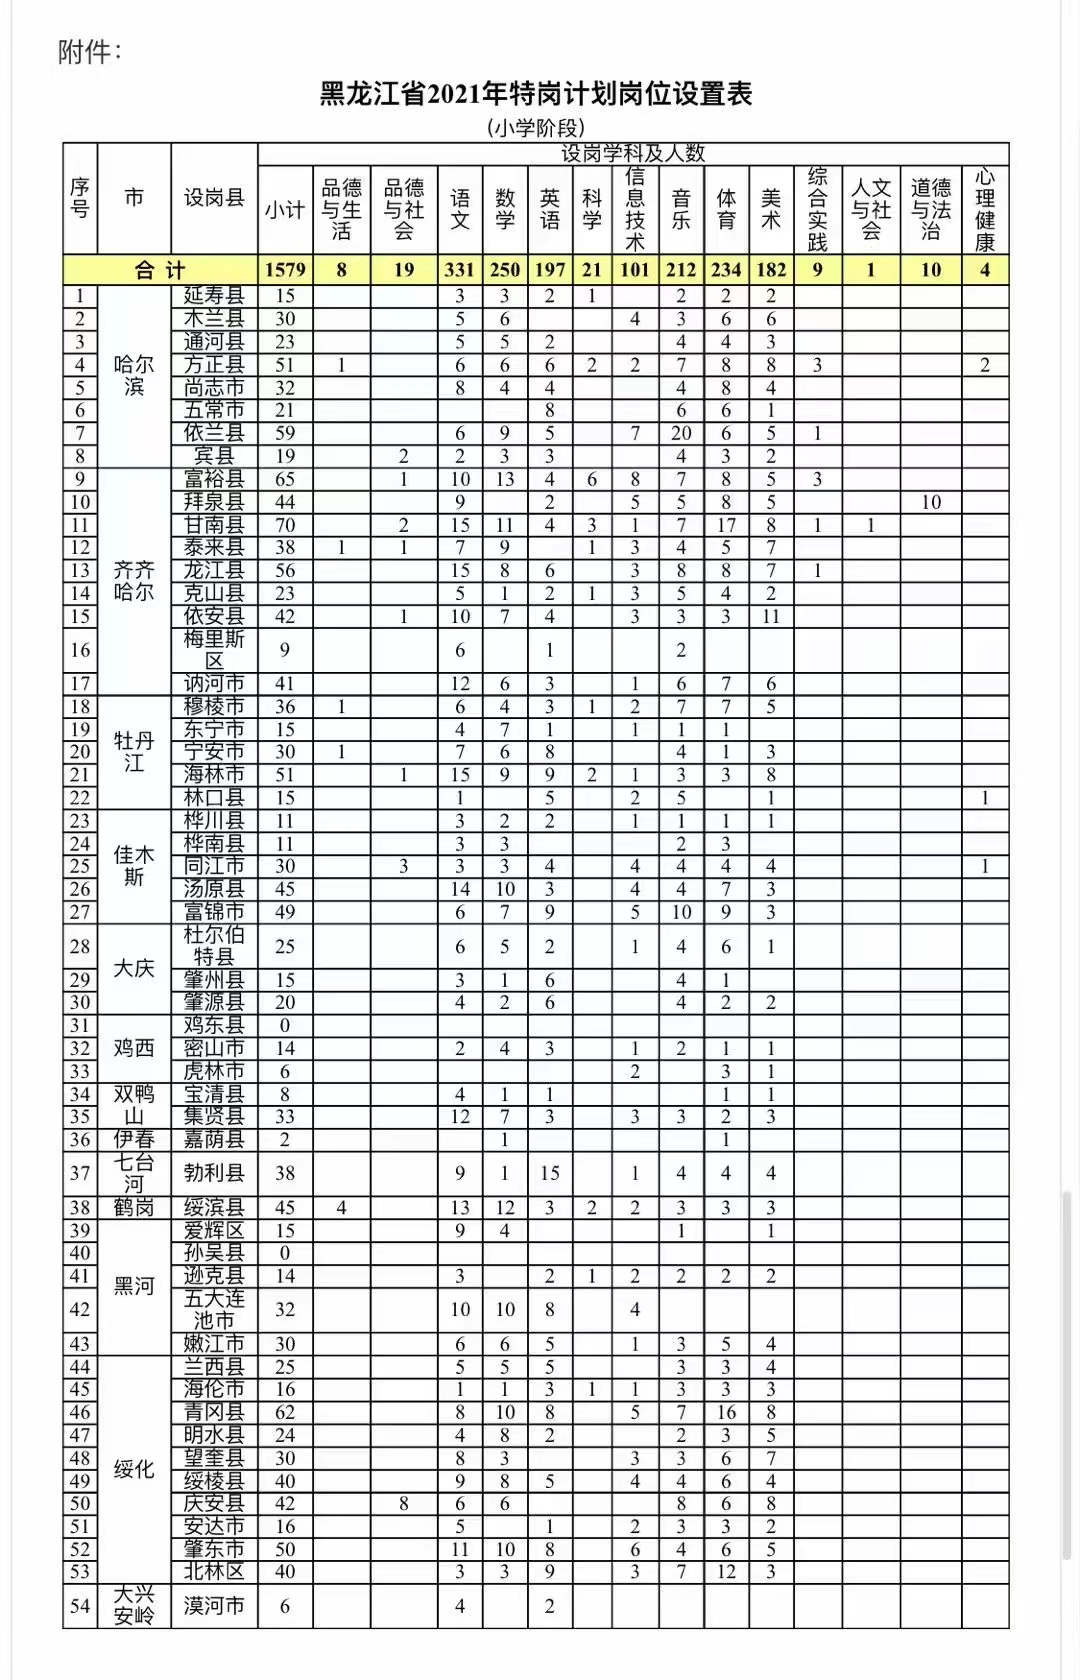 附件：
黑龙江省2021年特岗计划岗位设置表
(小学阶段)
序号 市 设岗县 设岗学科及人数
小计 品德与生活 品德与社会 语文 数学 英语 科学 信息技术 音乐 体育 美术 综合实践 人文与社会 道德与法治 心理健康
合计 1579 8 19 331 250 197 21 101 212 234 182 9 1 10 4
1 哈尔滨 延寿县 15 3 3 2 1 2 2 2
2 木兰县 30 5 6 4 3 6 6
3 通河县 23 5 5 2 4 4 3
4 方正县 51 1 6 6 6 2 2 7 8 8 3 2
5 尚志市 32 8 4 4 4 8 4
6 五常市 21 8 6 6 1
7 依兰县 59 6 9 5 7 20 6 5 1
8 宾县 19 2 2 3 3 4 3 2
9 齐齐哈尔 富裕县 65 1 10 13 4 6 8 7 8 5 3
10 拜泉县 44 9 2 5 5 8 5 10
11 甘南县 70 2 15 11 4 3 1 7 17 8 1 1
12 泰来县 38 1 1 7 9 1 3 4 5 7
13 龙江县 56 15 8 6 3 8 8 7 1
14 克山县 23 5 1 2 1 3 5 4 2
15 依安县 42 1 10 7 4 3 3 3 11
16 梅里斯区 9 6 1 2
17 讷河市 41 12 6 3 1 6 7 6
18 牡丹江 穆棱市 36 1 6 4 3 1 2 7 7 5
19 东宁市 15 4 7 1 1 1 1
20 宁安市 30 1 7 6 8 4 1 3
21 海林市 51 1 15 9 9 2 1 3 3 8
22 林口县 15 1 5 2 5 1 1
23 佳木斯 桦川县 11 3 2 2 1 1 1 1
24 桦南县 11 3 3 2 3
25 同江市 30 3 3 3 4 4 4 4 4 1
26 汤原县 45 14 10 3 4 4 7 3
27 富锦市 49 6 7 9 5 10 9 3
28 大庆 杜尔伯特县 25 6 5 2 1 4 6 1
29 肇州县 15 3 1 6 4 1
30 肇源县 20 4 2 6 4 2 2
31 鸡西 鸡东县 0
32 密山市 14 2 4 3 1 2 1 1
33 虎林市 6 2 3 1
34 双鸭山 宝清县 8 4 1 1 1 1
35 集贤县 33 12 7 3 3 3 2 3
36 伊春 嘉荫县 2 1 1
37 七台河 勃利县 38 9 1 15 1 4 4 4
38 鹤岗 绥滨县 45 4 13 12 3 2 2 3 3 3
39 黑河 爱辉区 15 9 4 1 1
40 孙吴县 0
41 逊克县 14 3 2 1 2 2 2 2
42 五大连池市 32 10 10 8 4
43 嫩江市 30 6 6 5 1 3 5 4
44 绥化 兰西县 25 5 5 5 3 3 4
45 海伦市 16 1 1 3 1 1 3 3 3
46 青冈县 62 8 10 8 5 7 16 8
47 明水县 24 4 8 2 2 3 5
48 望奎县 30 8 3 3 3 6 7
49 绥棱县 40 9 8 5 4 4 6 4
50 庆安县 42 8 6 6 8 6 8
51 安达市 16 5 1 2 3 3 2
52 肇东市 50 11 10 8 6 4 6 5
53 北林区 40 3 3 9 3 7 12 3
54 大兴安岭 漠河市 6 4 2